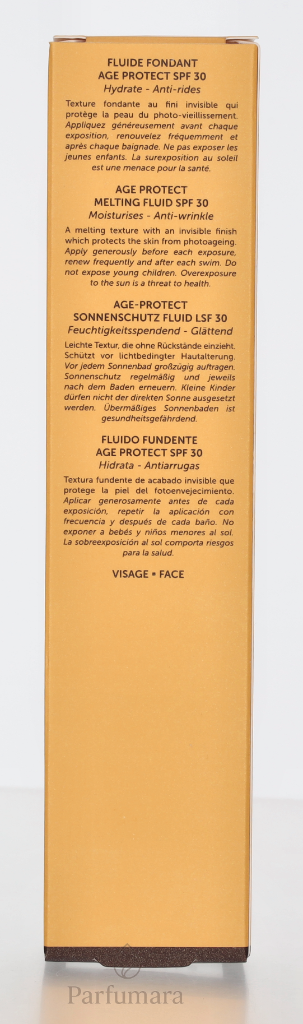 FLUIDE FONDANT
AGE PROTECT SPF 30
Hydrate - Anti-rides
Texture fondante au fini invisible qui
protège la peau du photo-vieillissement.
Appliquez généreusement avant chaque
exposition, renouvelez fréquemment et
après chaque baignade. Ne pas exposer les
jeunes enfants. La surexposition au soleil
est une menace pour la santé.
AGE PROTECT
MELTING FLUID SPF 30
Moisturises - Anti-wrinkle
A melting texture with an invisible finish
which protects the skin from photoageing.
Apply generously before each exposure,
renew frequently and after each swim. Do
not expose young children. Overexposure
to the sun is a threat to health.
AGE-PROTECT
SONNENSCHUTZ FLUID LSF 30
Feuchtigkeitsspendend - Glättend
Leichte Textur, die ohne Rückstände einzieht.
Schützt vor lichtbedingter Hautalterung.
Vor jedem Sonnenbad großzügig auftragen.
Sonnenschutz regelmäßig und jeweils
nach dem Baden erneuern. Kleine Kinder
dürfen nicht der direkten Sonne ausgesetzt
werden. Übermäßiges Sonnenbaden ist
gesundheitsgefährdend.
FLUIDO FUNDENTE
AGE PROTECT SPF 30
Hidrata - Antiarrugas
Textura fundente de acabado invisible que
protege la piel del fotoenvejecimiento.
Aplicar generosamente antes de cada
exposición, repetir la aplicación con
frecuencia y después de cada baño. No
exponer a bebés y niños menores al sol.
La sobreexposición al sol comporta riesgos
para la salud.
VISAGE ▪ FACE
Parfumara